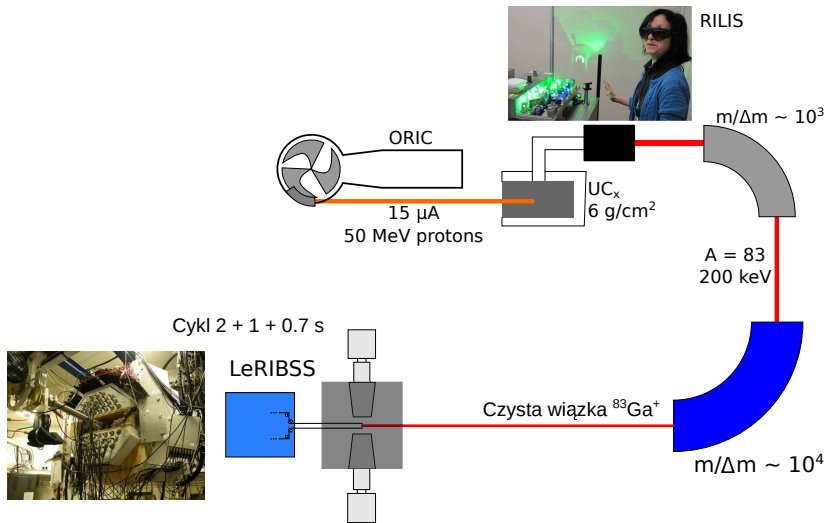 RILIS
m/Δm ~ 10³
ORIC
UCₓ
6 g/cm²
15 µA
50 MeV protons
A = 83
200 keV
Cykl 2 + 1 + 0.7 s
LeRIBSS
Czysta wiązka ⁸³Ga⁺
m/Δm ~ 10⁴